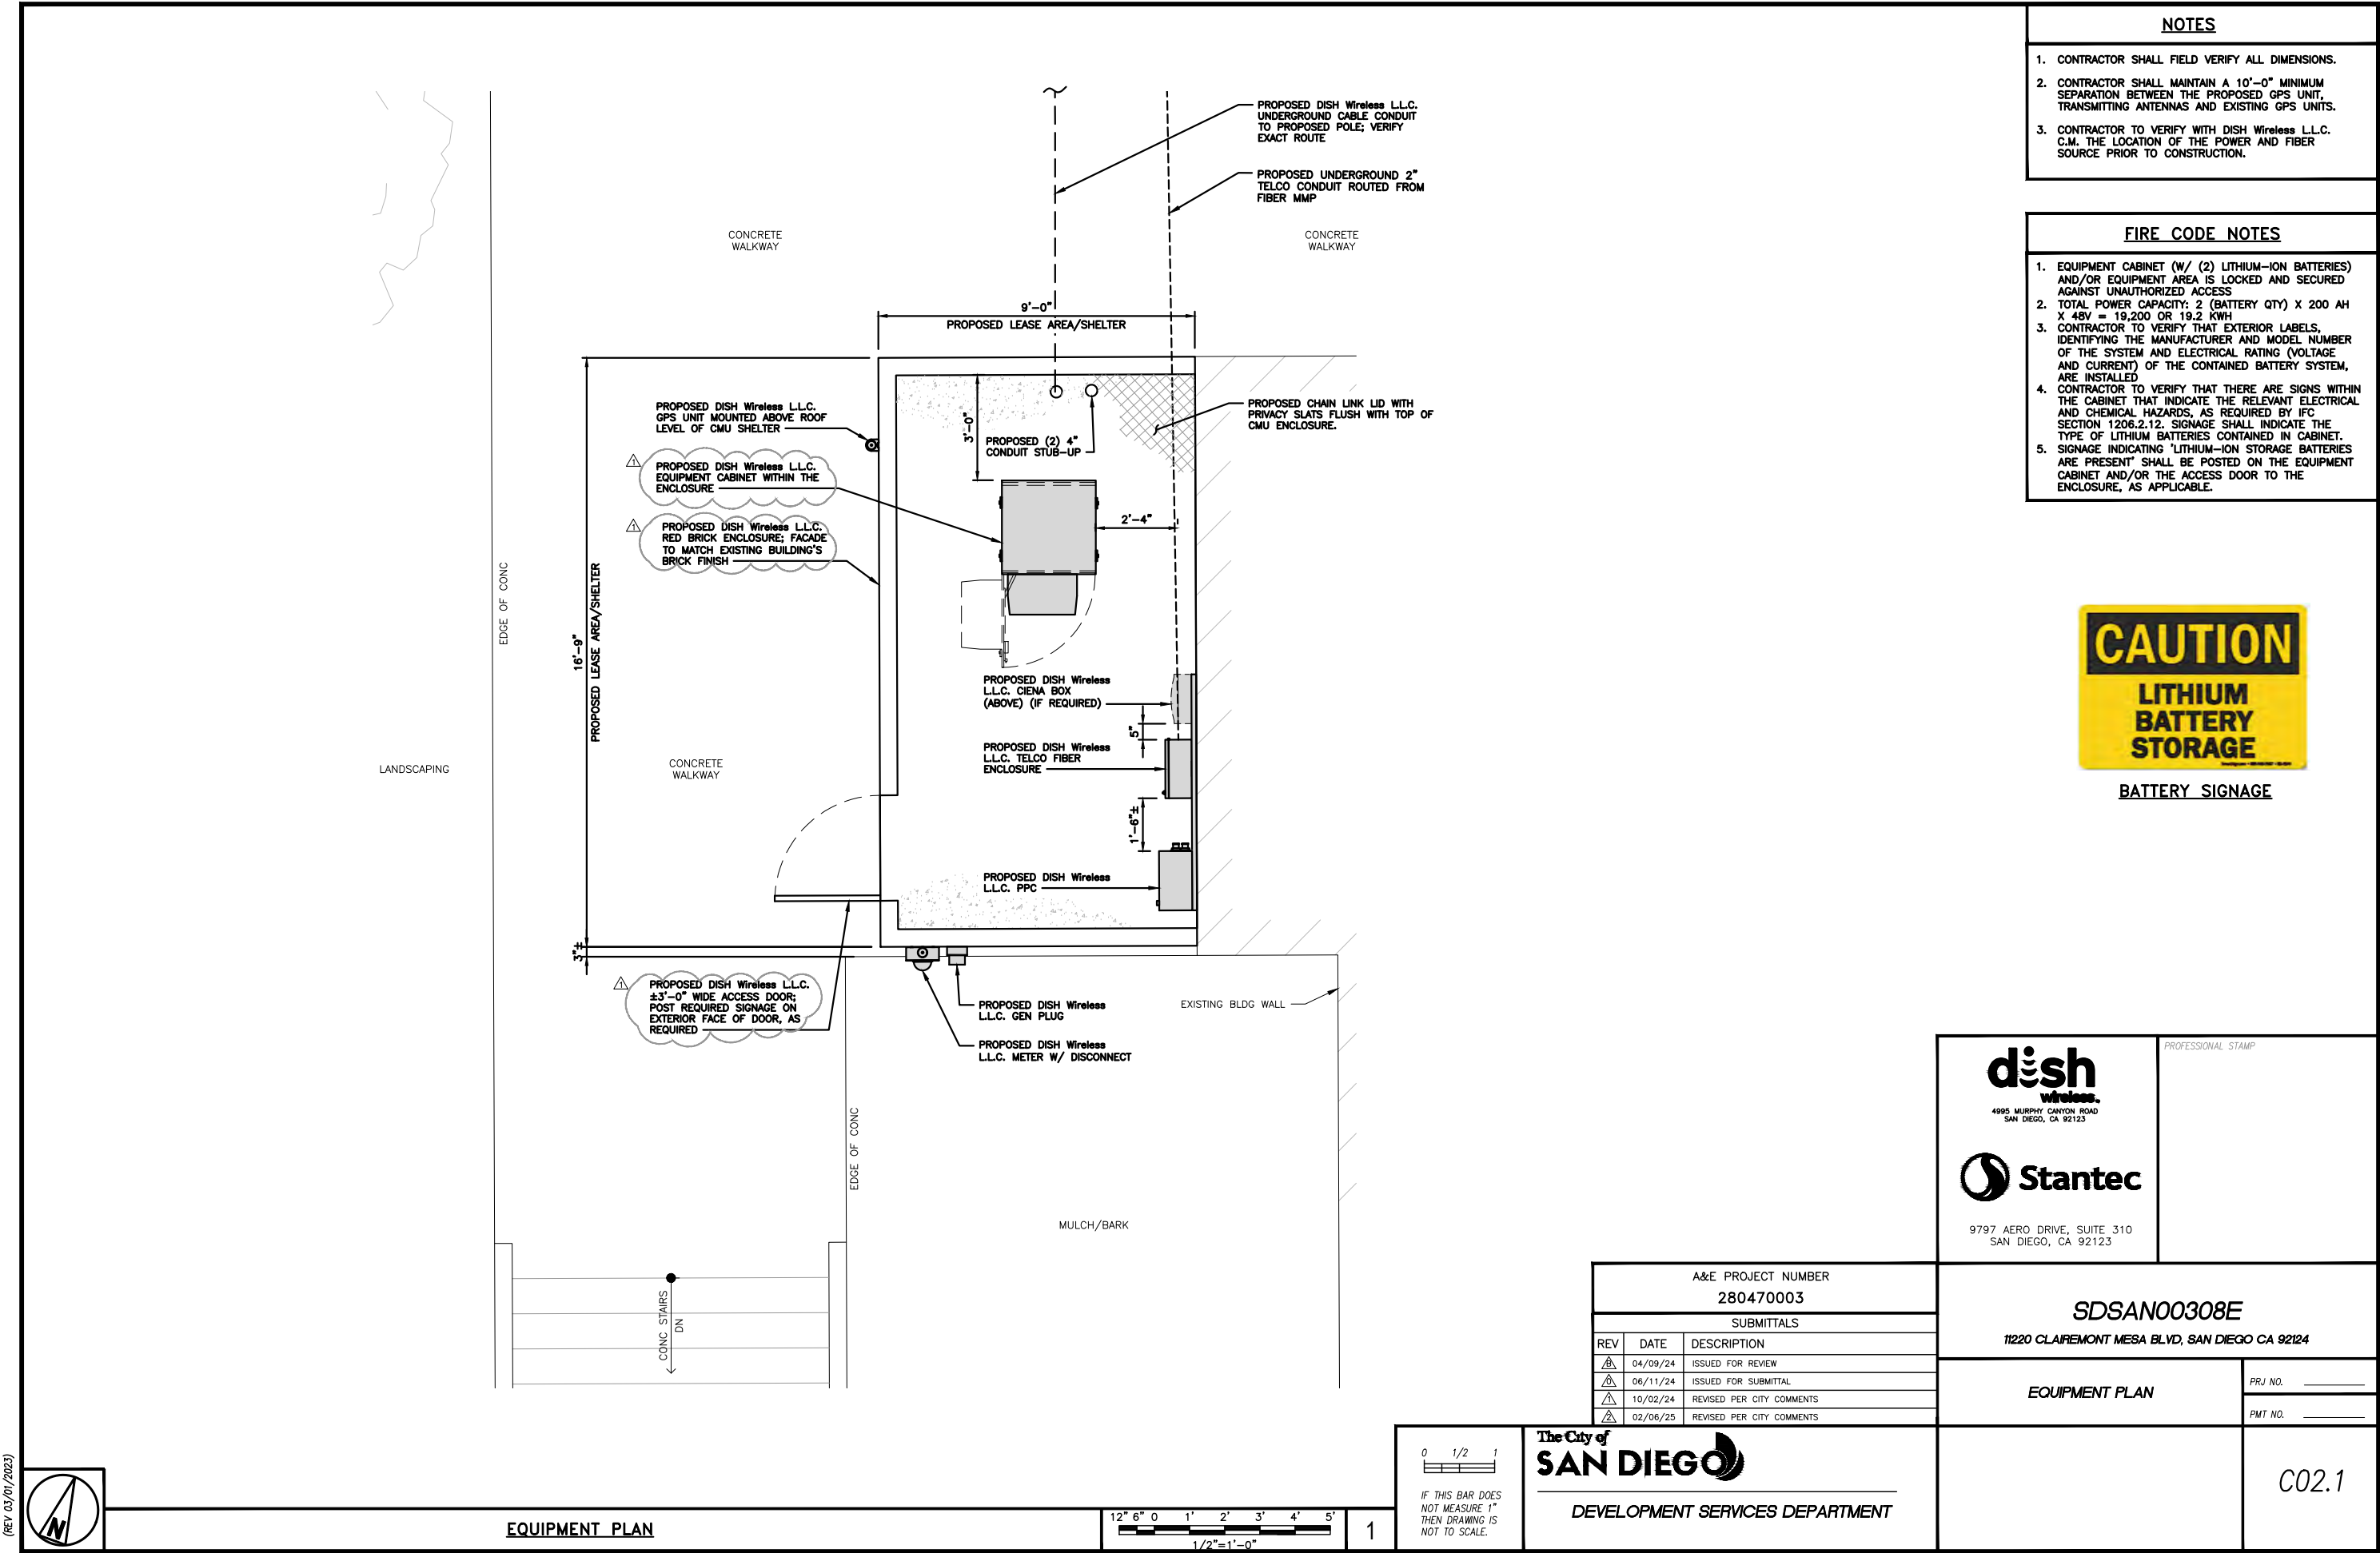 NOTES
1. CONTRACTOR SHALL FIELD VERIFY ALL DIMENSIONS.
2. CONTRACTOR SHALL MAINTAIN A 10'-0" MINIMUM
SEPARATION BETWEEN THE PROPOSED GPS UNIT,
TRANSMITTING ANTENNAS AND EXISTING GPS UNITS.
3. CONTRACTOR TO VERIFY WITH DISH Wireless L.L.C.
C.M. THE LOCATION OF THE POWER AND FIBER
SOURCE PRIOR TO CONSTRUCTION.
FIRE CODE NOTES
1. EQUIPMENT CABINET (W/ (2) LITHIUM-ION BATTERIES)
AND/OR EQUIPMENT AREA IS LOCKED AND SECURED
AGAINST UNAUTHORIZED ACCESS
2. TOTAL POWER CAPACITY: 2 (BATTERY QTY) X 200 AH
X 48V = 19,200 OR 19.2 KWH
3. CONTRACTOR TO VERIFY THAT EXTERIOR LABELS,
IDENTIFYING THE MANUFACTURER AND MODEL NUMBER
OF THE SYSTEM AND ELECTRICAL RATING (VOLTAGE
AND CURRENT) OF THE CONTAINED BATTERY SYSTEM,
ARE INSTALLED
4. CONTRACTOR TO VERIFY THAT THERE ARE SIGNS WITHIN
THE CABINET THAT INDICATE THE RELEVANT ELECTRICAL
AND CHEMICAL HAZARDS, AS REQUIRED BY IFC
SECTION 1206.2.12. SIGNAGE SHALL INDICATE THE
TYPE OF LITHIUM BATTERIES CONTAINED IN CABINET.
5. SIGNAGE INDICATING 'LITHIUM-ION STORAGE BATTERIES
ARE PRESENT' SHALL BE POSTED ON THE EQUIPMENT
CABINET AND/OR THE ACCESS DOOR TO THE
ENCLOSURE, AS APPLICABLE.
CAUTION
LITHIUM
BATTERY
STORAGE
BATTERY SIGNAGE
PROPOSED DISH Wireless L.L.C.
UNDERGROUND CABLE CONDUIT
TO PROPOSED POLE; VERIFY
EXACT ROUTE
PROPOSED UNDERGROUND 2"
TELCO CONDUIT ROUTED FROM
FIBER MMP
CONCRETE
WALKWAY
CONCRETE
WALKWAY
9'-0"
PROPOSED LEASE AREA/SHELTER
PROPOSED DISH Wireless L.L.C.
GPS UNIT MOUNTED ABOVE ROOF
LEVEL OF CMU SHELTER
3'-0"
PROPOSED (2) 4"
CONDUIT STUB-UP
PROPOSED CHAIN LINK LID WITH
PRIVACY SLATS FLUSH WITH TOP OF
CMU ENCLOSURE.
1
PROPOSED DISH Wireless L.L.C.
EQUIPMENT CABINET WITHIN THE
ENCLOSURE
1
PROPOSED DISH Wireless L.L.C.
RED BRICK ENCLOSURE; FACADE
TO MATCH EXISTING BUILDING'S
BRICK FINISH
2'-4"
EDGE OF CONC
16'-9"
PROPOSED LEASE AREA/SHELTER
PROPOSED DISH Wireless
L.L.C. CIENA BOX
(ABOVE) (IF REQUIRED)
5"
PROPOSED DISH Wireless
L.L.C. TELCO FIBER
ENCLOSURE
LANDSCAPING
CONCRETE
WALKWAY
1'-6"±
PROPOSED DISH Wireless
L.L.C. PPC
3"±
1
PROPOSED DISH Wireless L.L.C.
±3'-0" WIDE ACCESS DOOR;
POST REQUIRED SIGNAGE ON
EXTERIOR FACE OF DOOR, AS
REQUIRED
PROPOSED DISH Wireless
L.L.C. GEN PLUG
EXISTING BLDG WALL
PROPOSED DISH Wireless
L.L.C. METER W/ DISCONNECT
EDGE OF CONC
MULCH/BARK
CONC STAIRS
DN
dish
wireless.
4995 MURPHY CANYON ROAD
SAN DIEGO, CA 92123
PROFESSIONAL STAMP
Stantec
9797 AERO DRIVE, SUITE 310
SAN DIEGO, CA 92123
A&E PROJECT NUMBER
280470003
SUBMITTALS
REV DATE DESCRIPTION
B 04/09/24 ISSUED FOR REVIEW
0 06/11/24 ISSUED FOR SUBMITTAL
1 10/02/24 REVISED PER CITY COMMENTS
2 02/06/25 REVISED PER CITY COMMENTS
SDSAN00308E
11220 CLAIREMONT MESA BLVD, SAN DIEGO CA 92124
EQUIPMENT PLAN
PRJ NO.
PMT NO.
C02.1
The City of
SAN DIEGO
DEVELOPMENT SERVICES DEPARTMENT
0 1/2 1
IF THIS BAR DOES
NOT MEASURE 1"
THEN DRAWING IS
NOT TO SCALE.
(REV 03/01/2023)
N
EQUIPMENT PLAN
12" 6" 0 1' 2' 3' 4' 5'
1/2"=1'-0"
1